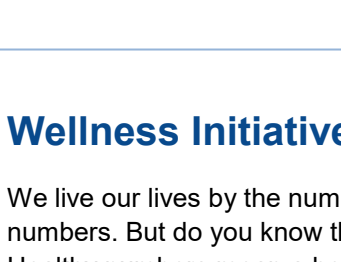 Wellness Initiative
We live our lives by the num
numbers. But do you know th